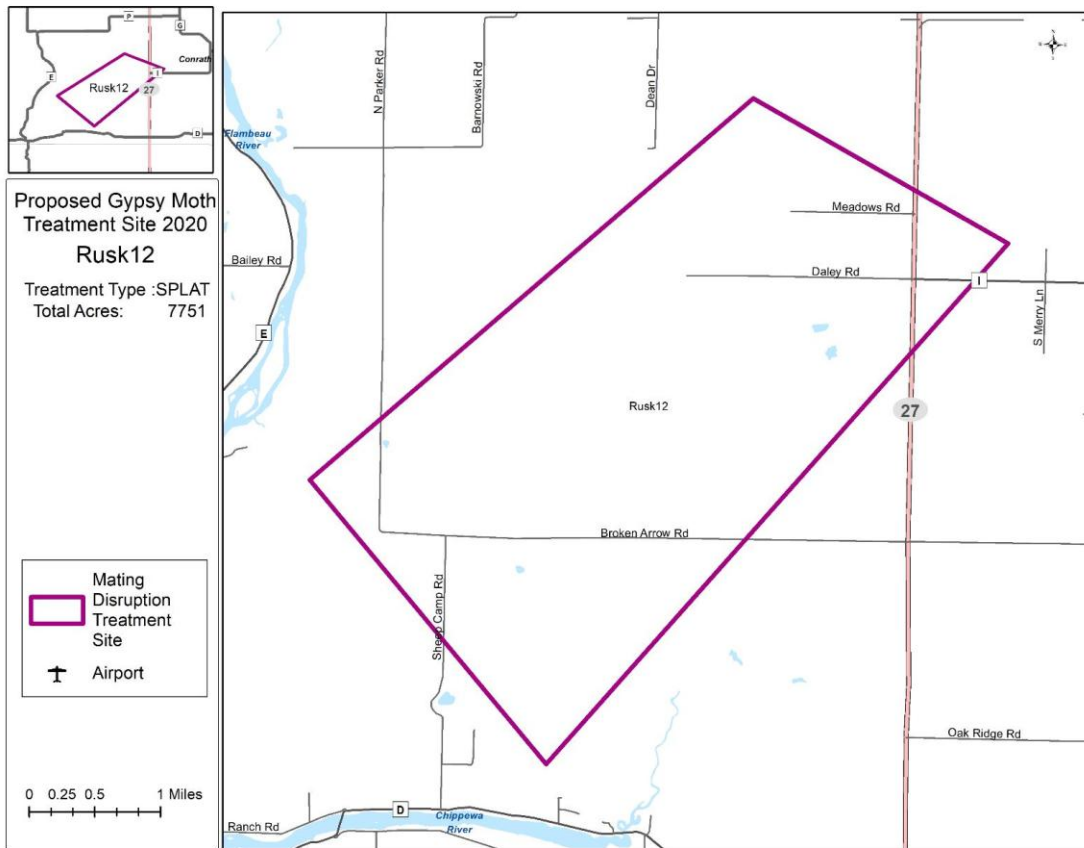 P
G
Conrath
E
I
Rusk12
27
D
Proposed Gypsy Moth
Treatment Site 2020
Rusk12
Treatment Type :SPLAT
Total Acres: 7751
Mating
Disruption
Treatment
Site
Airport
0 0.25 0.5 1 Miles
N Parker Rd
Barnowski Rd
Dean Dr
Flambeau
River
Meadows Rd
Bailey Rd
Daley Rd
I
S Merry Ln
E
Rusk12
27
Broken Arrow Rd
Sheep Camp Rd
Oak Ridge Rd
D
Chippewa
River
Ranch Rd